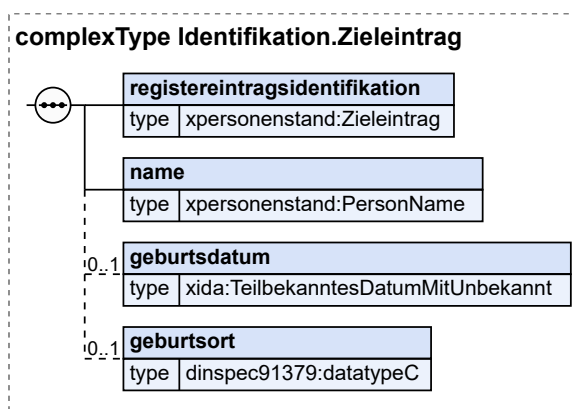 complexType Identifikation.Zieleintrag
registereintragsidentifikation
type xpersonenstand:Zieleintrag
name
type xpersonenstand:PersonName
0..1 geburtsdatum
type xida:TeilbekanntesDatumMitUnbekannt
0..1 geburtsort
type dinspec91379:datatypeC